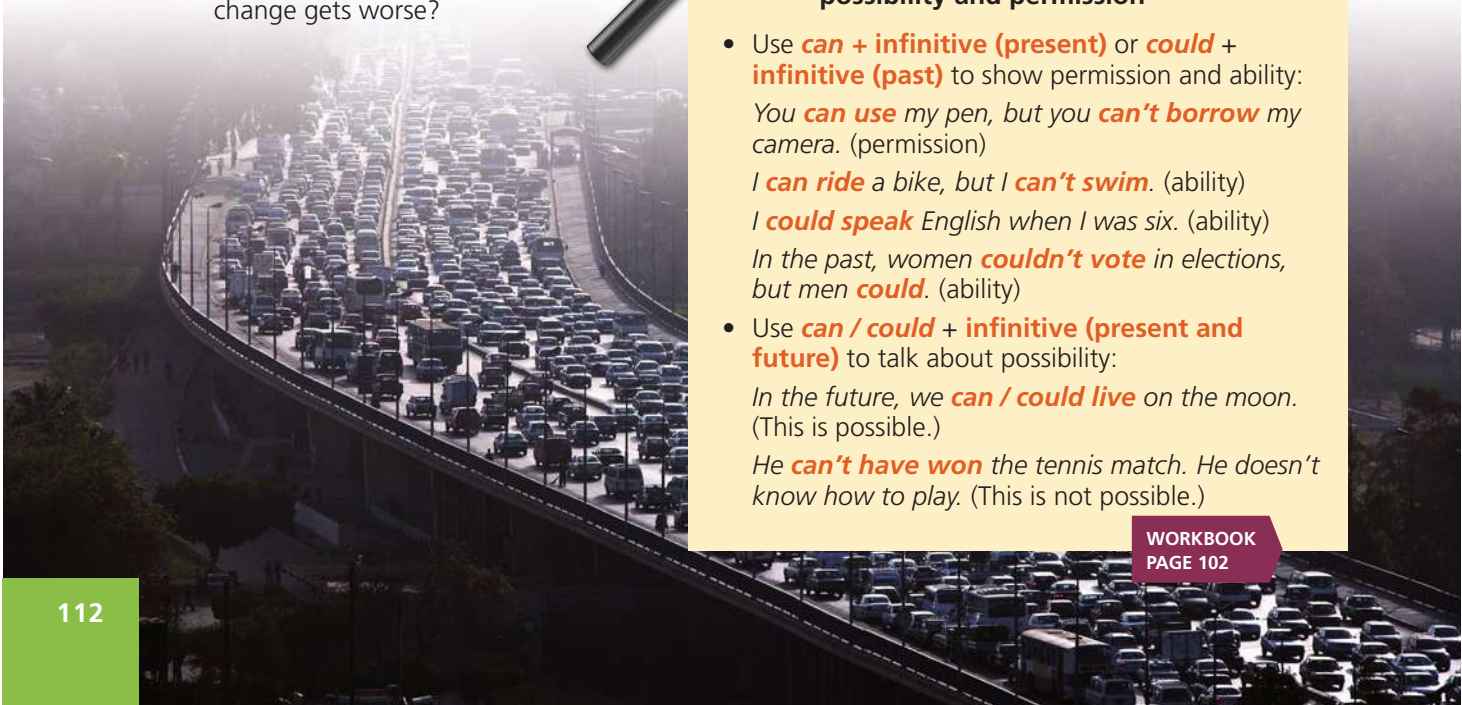 change gets worse?
possibility and permission
• Use can + infinitive (present) or could +
infinitive (past) to show permission and ability:
You can use my pen, but you can't borrow my
camera. (permission)
I can ride a bike, but I can't swim. (ability)
I could speak English when I was six. (ability)
In the past, women couldn't vote in elections,
but men could. (ability)
• Use can / could + infinitive (present and
future) to talk about possibility:
In the future, we can / could live on the moon.
(This is possible.)
He can't have won the tennis match. He doesn't
know how to play. (This is not possible.)
WORKBOOK
PAGE 102
112